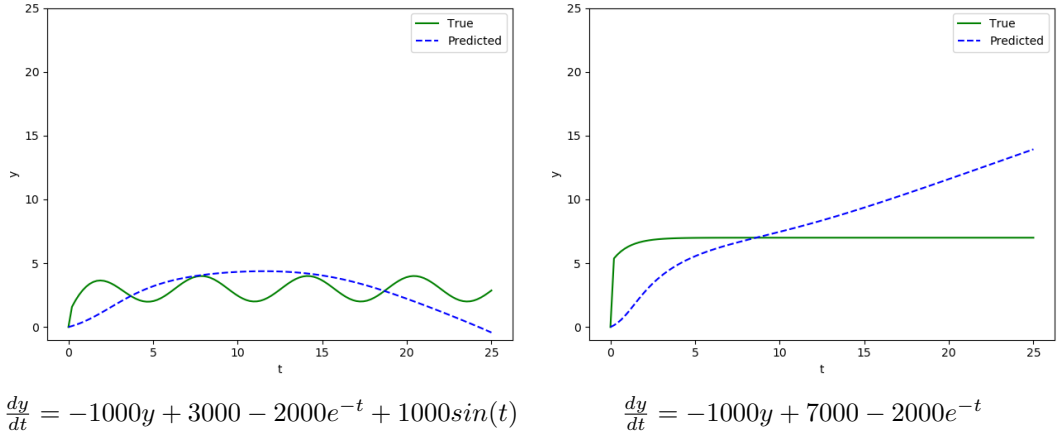 25
20
15
10
5
0
y
0 5 10 15 20 25
t
True
Predicted
$\frac{dy}{dt} = -1000y + 3000 - 2000e^{-t} + 1000sin(t)$
25
20
15
10
5
0
y
0 5 10 15 20 25
t
True
Predicted
$\frac{dy}{dt} = -1000y + 7000 - 2000e^{-t}$